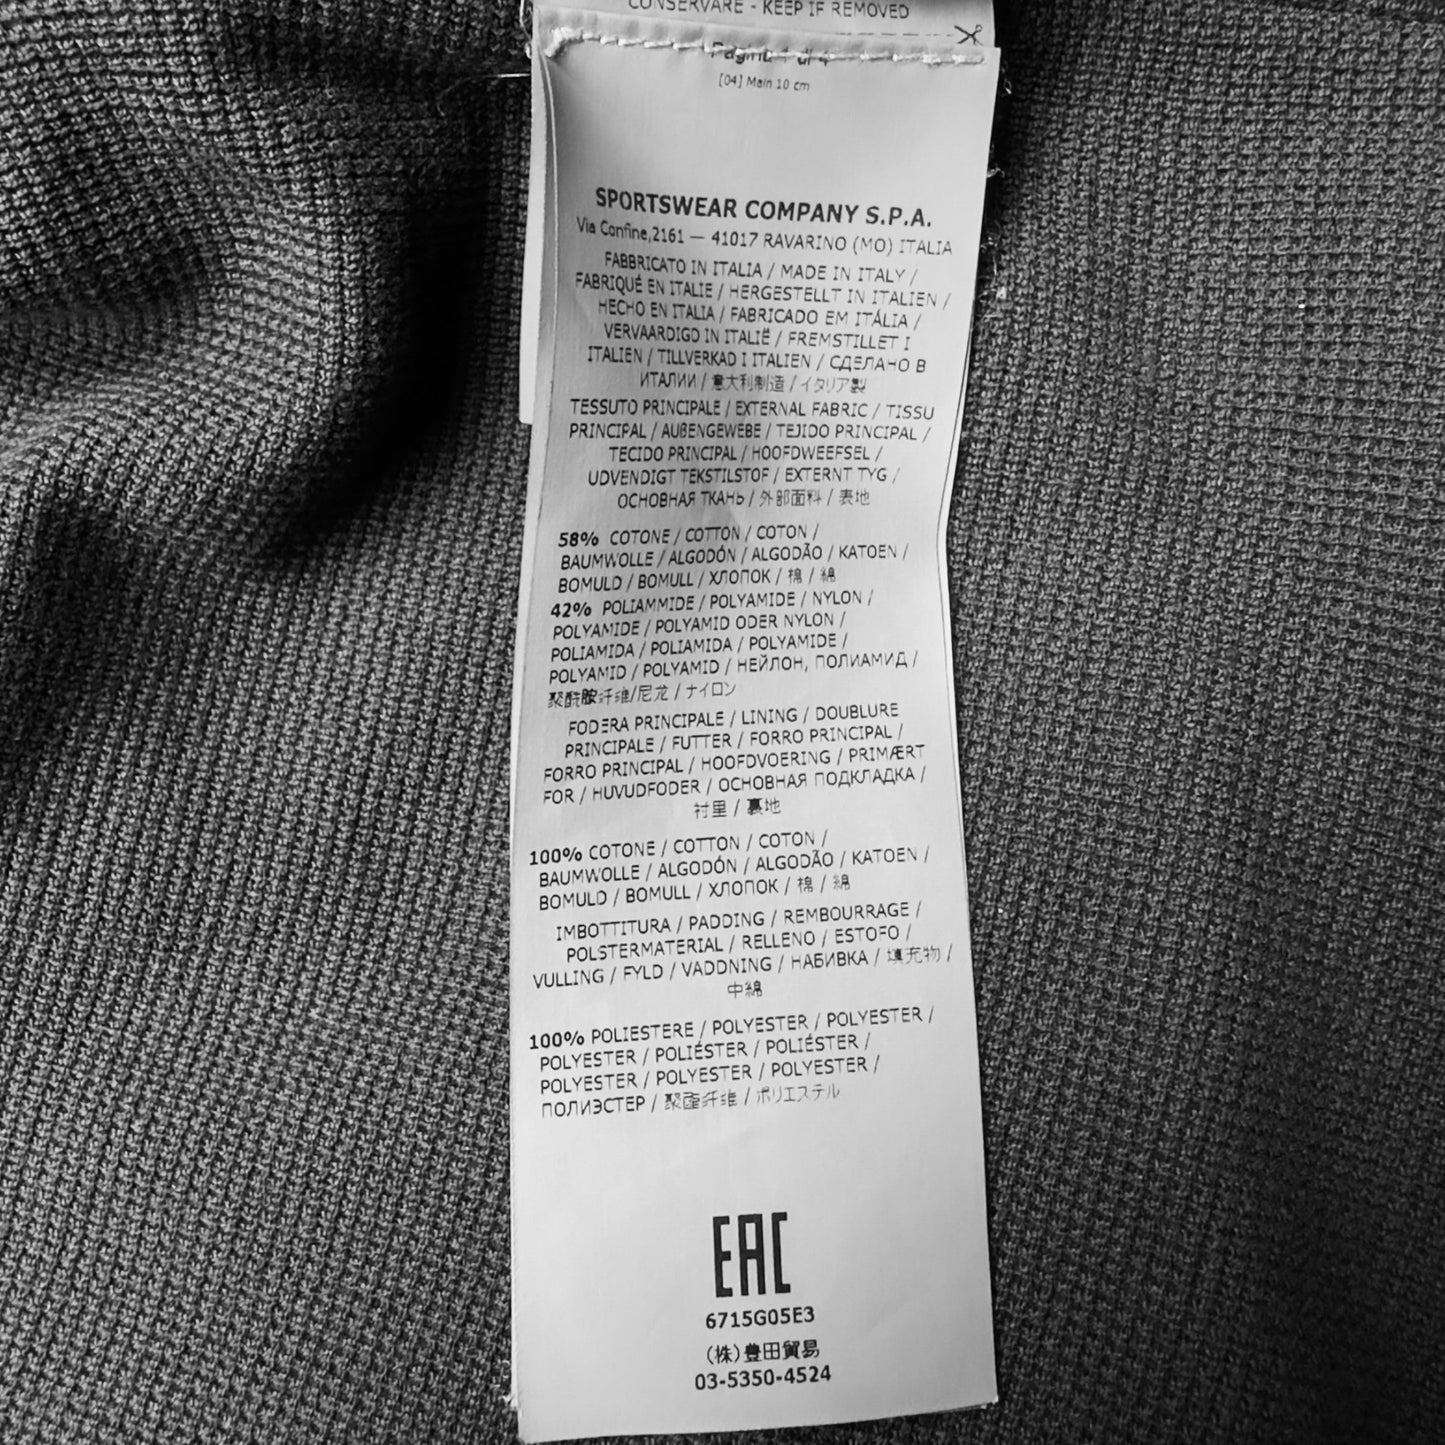 CONSERVARE - KEEP IF REMOVED
Pagina 1 di 4
[04] Main 10 cm
SPORTSWEAR COMPANY S.P.A.
Via Confine,2161 — 41017 RAVARINO (MO) ITALIA
FABBRICATO IN ITALIA / MADE IN ITALY /
FABRIQUÉ EN ITALIE / HERGESTELLT IN ITALIEN /
HECHO EN ITALIA / FABRICADO EM ITÁLIA /
VERVAARDIGD IN ITALIË / FREMSTILLET I
ITALIEN / TILLVERKAD I ITALIEN / СДЕЛАНО В
ИТАЛИИ / 意大利制造 / イタリア製
TESSUTO PRINCIPALE / EXTERNAL FABRIC / TISSU
PRINCIPAL / AUßENGEWEBE / TEJIDO PRINCIPAL /
TECIDO PRINCIPAL / HOOFDWEEFSEL /
UDVENDIGT TEKSTILSTOF / EXTERNT TYG /
ОСНОВНАЯ ТКАНЬ / 外部面料 / 表地
58% COTONE / COTTON / COTON /
BAUMWOLLE / ALGODÓN / ALGODÃO / KATOEN /
BOMULD / BOMULL / ХЛОПОК / 棉 / 綿
42% POLIAMMIDE / POLYAMIDE / NYLON /
POLYAMIDE / POLYAMID ODER NYLON /
POLIAMIDA / POLIAMIDA / POLYAMIDE /
POLYAMID / POLYAMID / НЕЙЛОН, ПОЛИАМИД /
聚酰胺纤维/尼龙 / ナイロン
FODERA PRINCIPALE / LINING / DOUBLURE
PRINCIPALE / FUTTER / FORRO PRINCIPAL /
FORRO PRINCIPAL / HOOFDVOERING / PRIMÆRT
FOR / HUVUDFODER / ОСНОВНАЯ ПОДКЛАДКА /
衬里 / 裏地
100% COTONE / COTTON / COTON /
BAUMWOLLE / ALGODÓN / ALGODÃO / KATOEN /
BOMULD / BOMULL / ХЛОПОК / 棉 / 綿
IMBOTTITURA / PADDING / REMBOURRAGE /
POLSTERMATERIAL / RELLENO / ESTOFO /
VULLING / FYLD / VADDNING / НАБИВКА / 填充物 /
中綿
100% POLIESTERE / POLYESTER / POLYESTER /
POLYESTER / POLIÉSTER / POLIÉSTER /
POLYESTER / POLYESTER / POLYESTER /
ПОЛИЭСТЕР / 聚酯纤维 / ポリエステル
EAC
6715G05E3
(株)豊田貿易
03-5350-4524